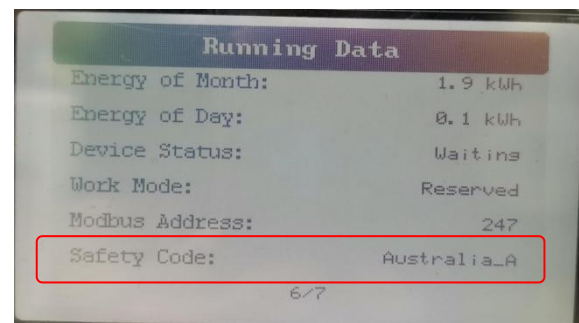 Running Data
Energy of Month: 1.9 kWh
Energy of Day: 0.1 kWh
Device Status: Waiting
Work Mode: Reserved
Modbus Address: 247
Safety Code: Australia_A
6/7